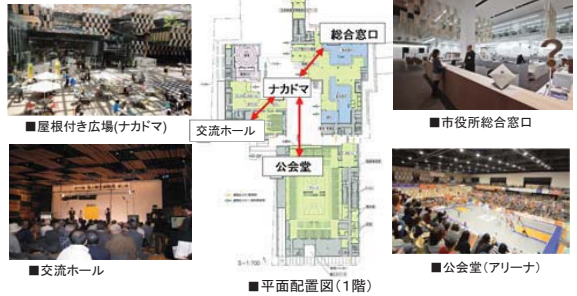 ■屋根付き広場(ナカドマ)
■交流ホール
総合窓口
ナカドマ
交流ホール
公会堂
S=1:700
■平面配置図(1階)
■市役所総合窓口
■公会堂(アリーナ)